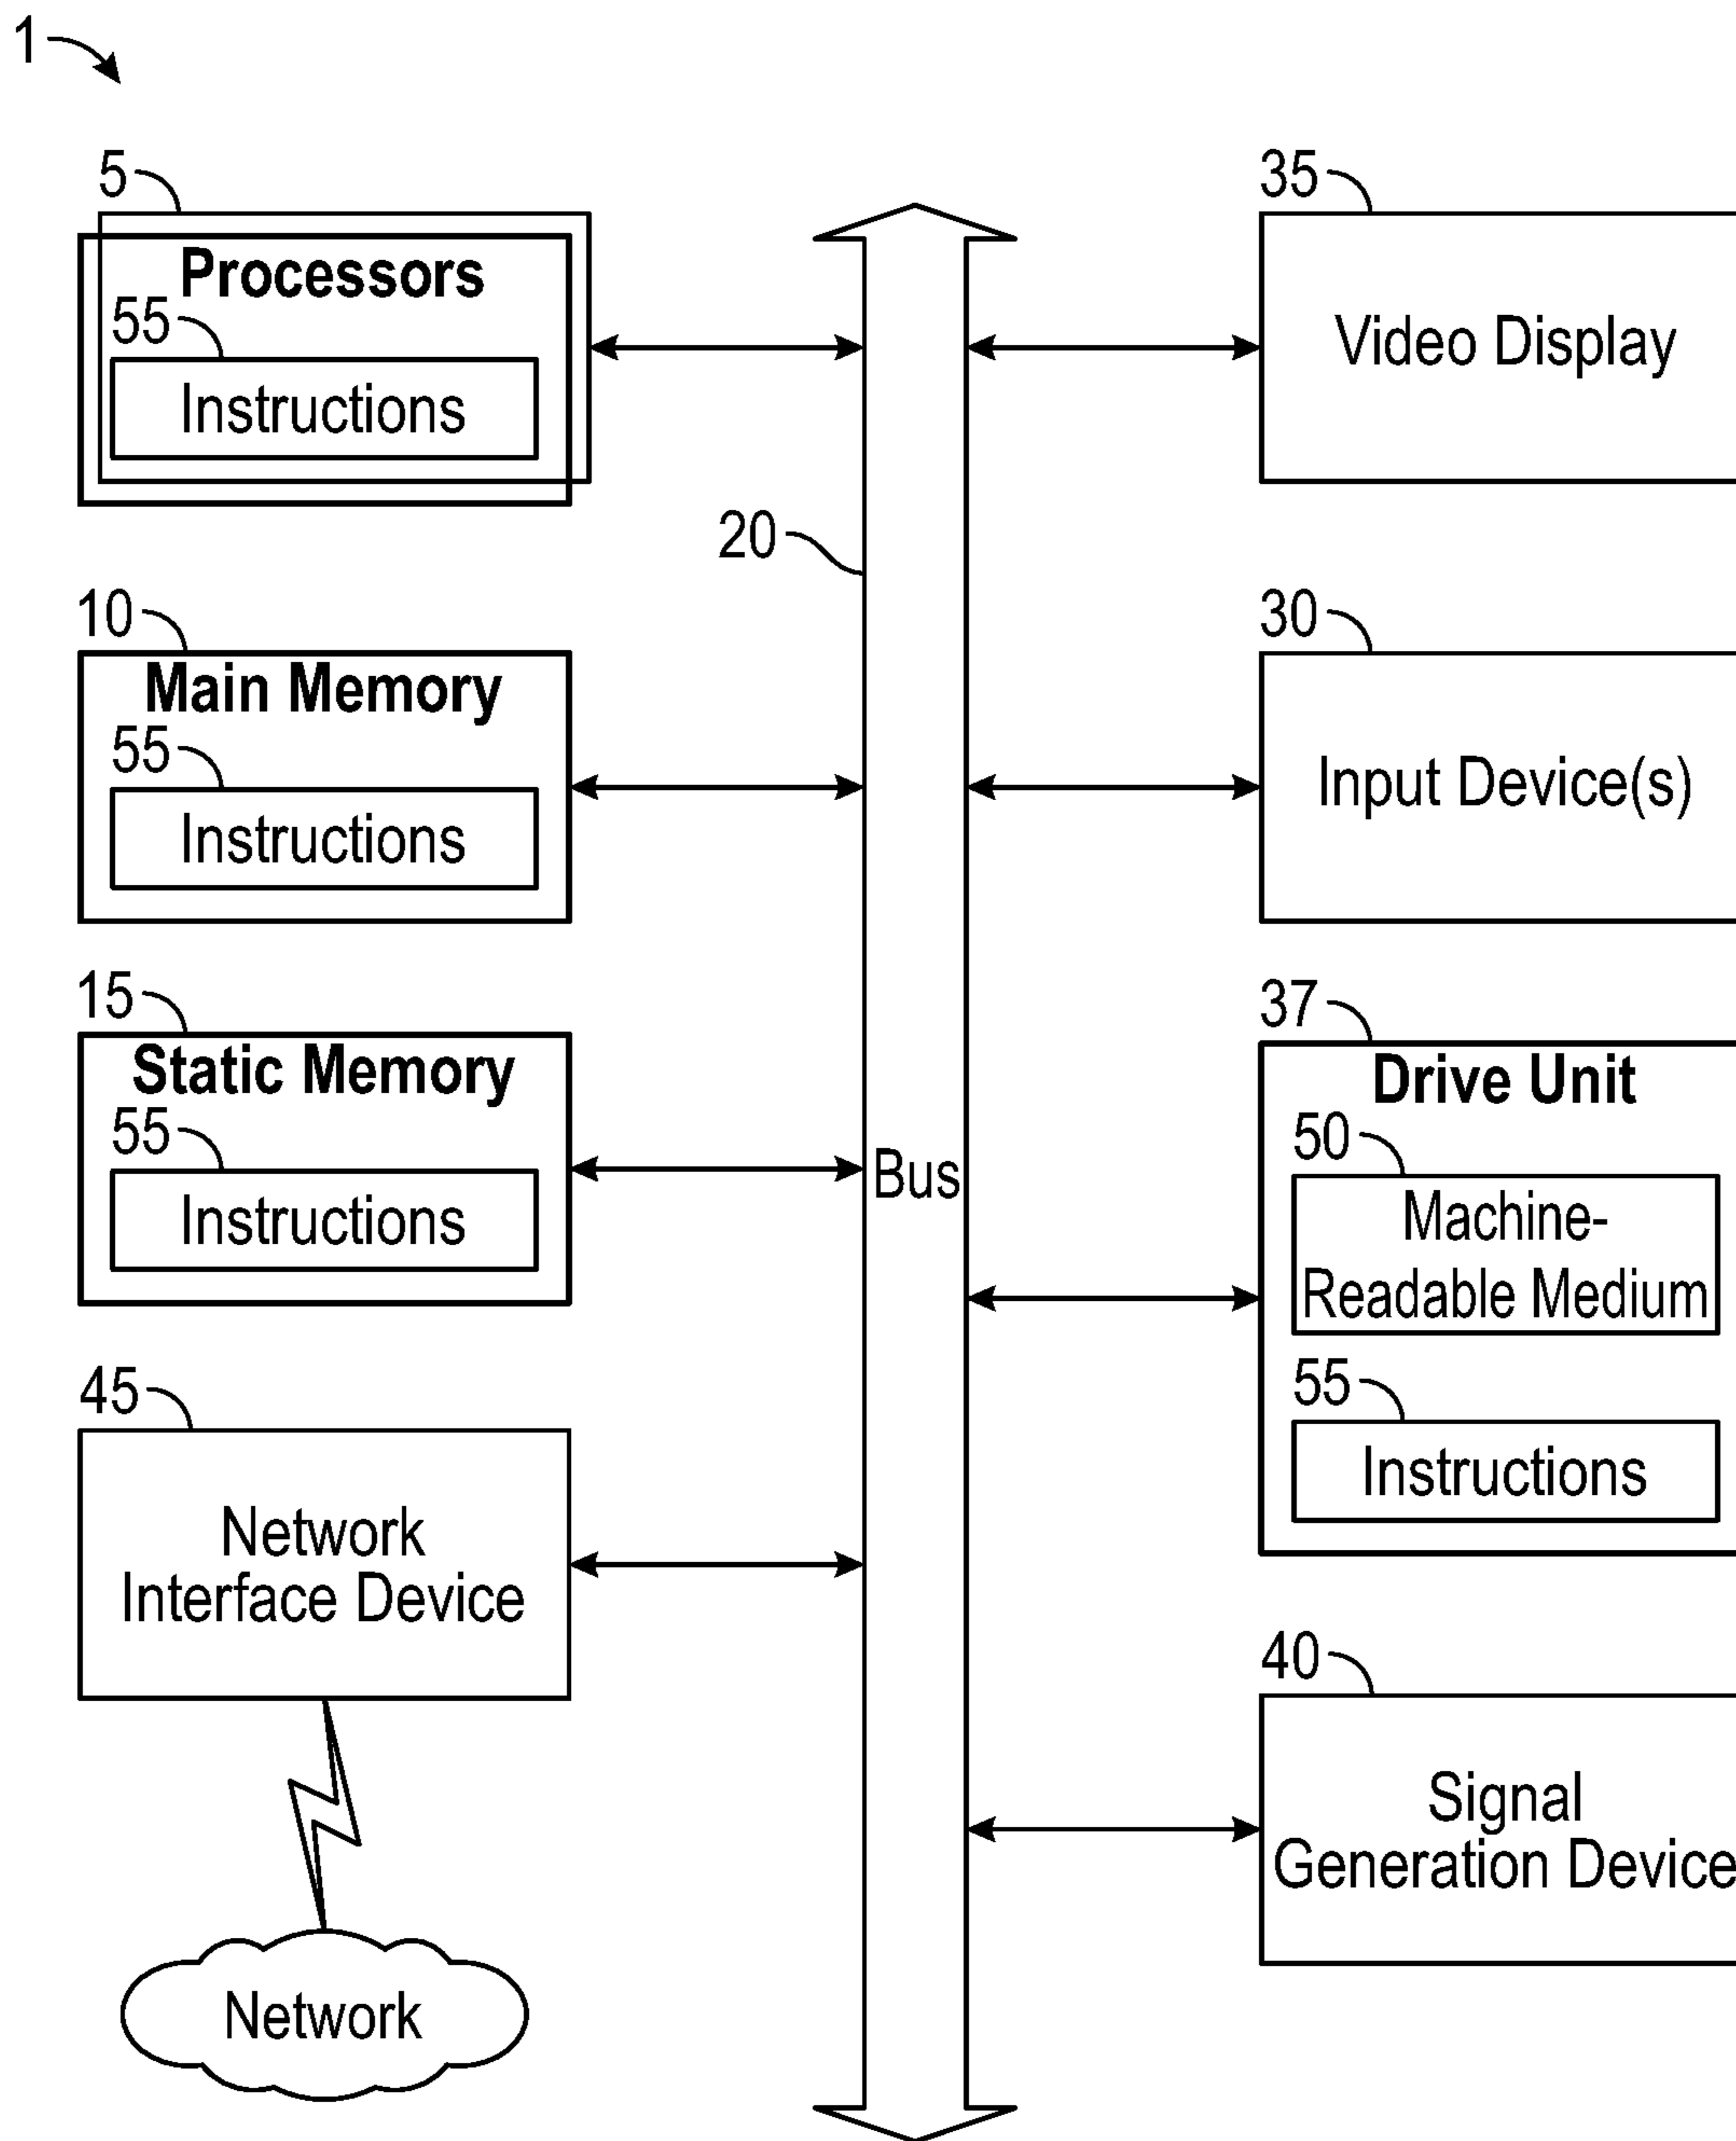 1
5
Processors
55
Instructions
10
Main Memory
55
Instructions
15
Static Memory
55
Instructions
45
Network
Interface Device
Network
20
Bus
35
Video Display
30
Input Device(s)
37
Drive Unit
50
Machine-
Readable Medium
55
Instructions
40
Signal
Generation Device